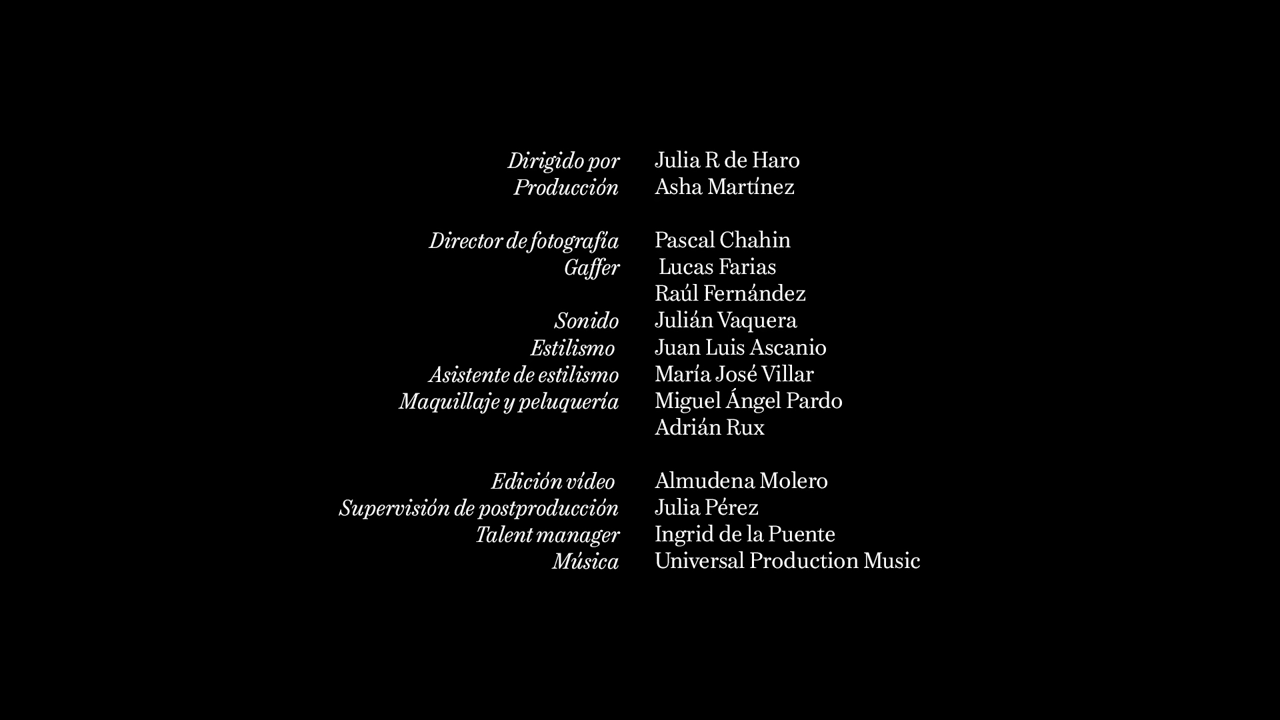 Dirigido por Julia R de Haro
Producción Asha Martínez
Director de fotografía Pascal Chahin
Gaffer Lucas Farias
Raúl Fernández
Sonido Julián Vaquera
Estilismo Juan Luis Ascanio
Asistente de estilismo María José Villar
Maquillaje y peluquería Miguel Ángel Pardo
Adrián Rux
Edición vídeo Almudena Molero
Supervisión de postproducción Julia Pérez
Talent manager Ingrid de la Puente
Música Universal Production Music